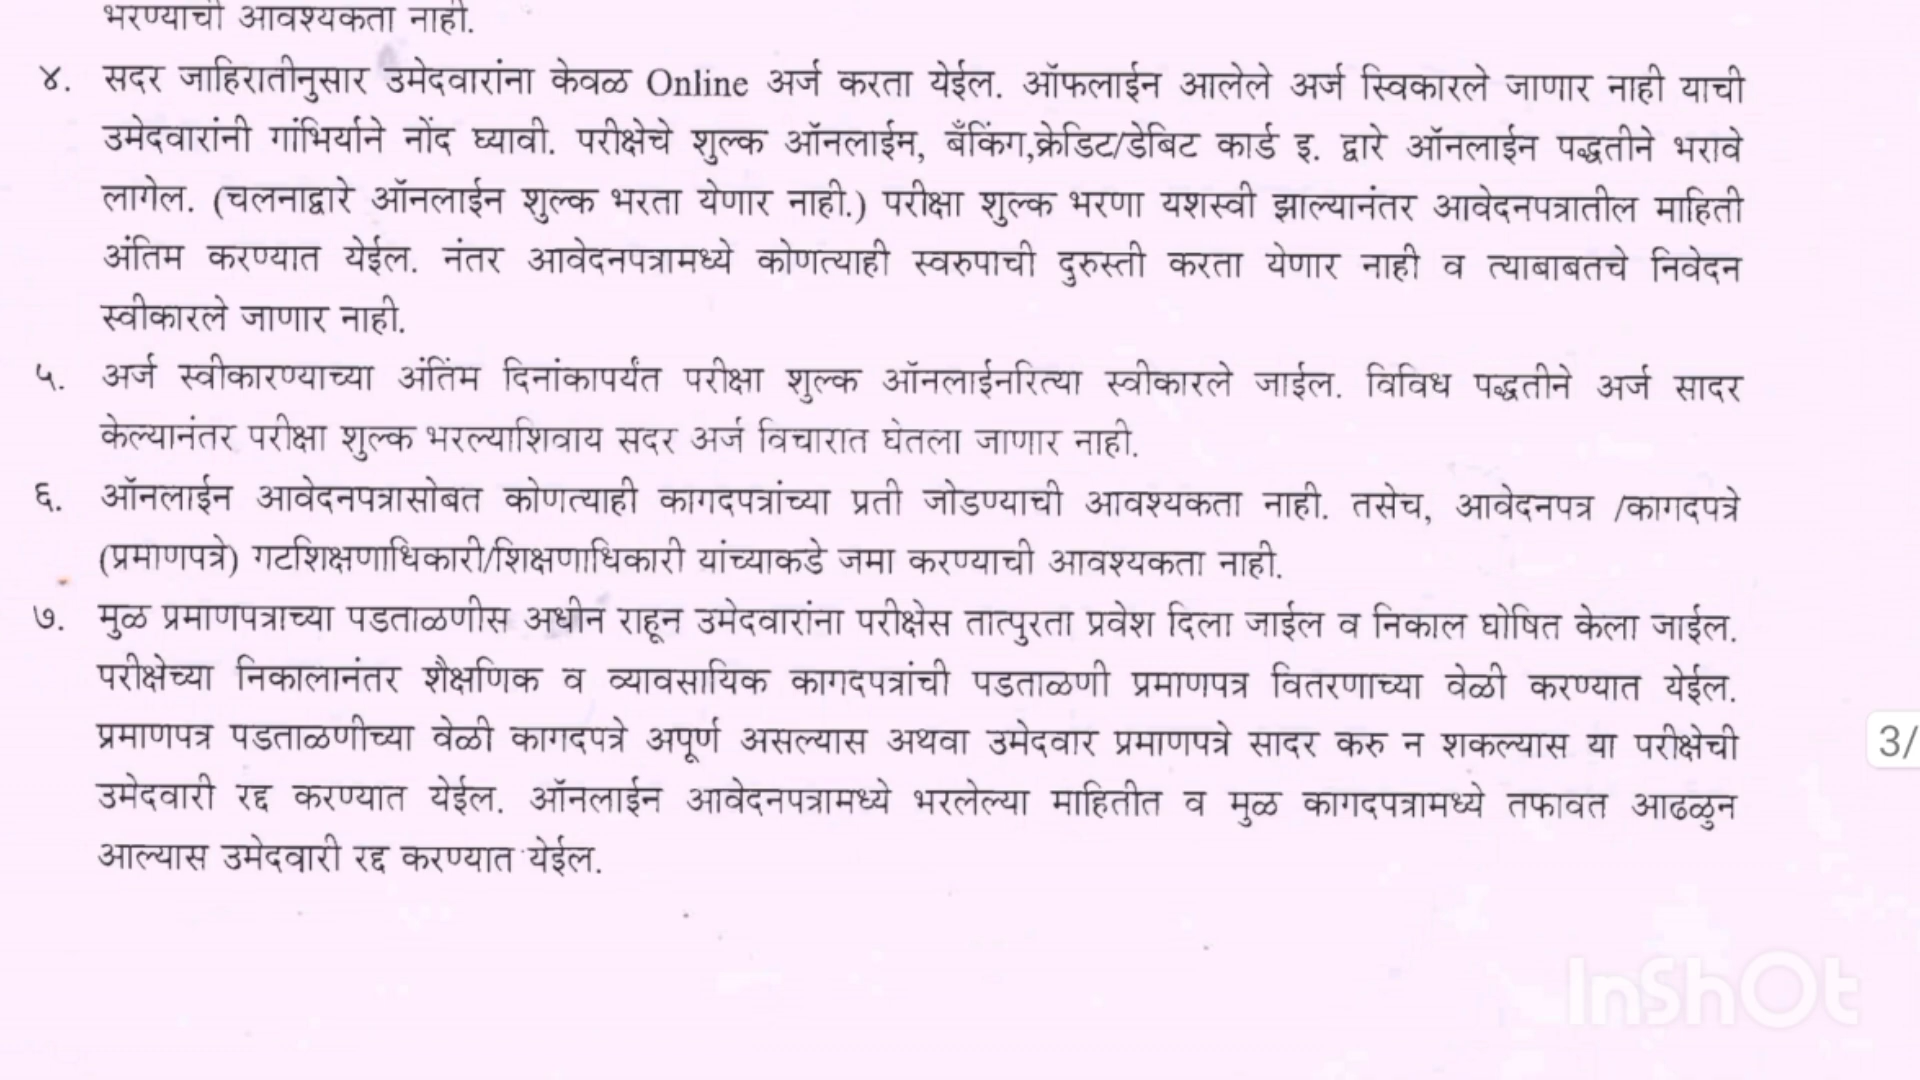 भरण्याची आवश्यकता नाही.
४. सदर जाहिरातीनुसार उमेदवारांना केवळ Online अर्ज करता येईल. ऑफलाईन आलेले अर्ज स्विकारले जाणार नाही याची
उमेदवारांनी गांभिर्याने नोंद घ्यावी. परीक्षेचे शुल्क ऑनलाईन, बँकिंग,क्रेडिट/डेबिट कार्ड इ. द्वारे ऑनलाईन पद्धतीने भरावे
लागेल. (चलनाद्वारे ऑनलाईन शुल्क भरता येणार नाही.) परीक्षा शुल्क भरणा यशस्वी झाल्यानंतर आवेदनपत्रातील माहिती
अंतिम करण्यात येईल. नंतर आवेदनपत्रामध्ये कोणत्याही स्वरुपाची दुरुस्ती करता येणार नाही व त्याबाबतचे निवेदन
स्वीकारले जाणार नाही.
५. अर्ज स्वीकारण्याच्या अंतिंम दिनांकापर्यंत परीक्षा शुल्क ऑनलाईनरित्या स्वीकारले जाईल. विविध पद्धतीने अर्ज सादर
केल्यानंतर परीक्षा शुल्क भरल्याशिवाय सदर अर्ज विचारात घेतला जाणार नाही.
६. ऑनलाईन आवेदनपत्रासोबत कोणत्याही कागदपत्रांच्या प्रती जोडण्याची आवश्यकता नाही. तसेच, आवेदनपत्र /कागदपत्रे
(प्रमाणपत्रे) गटशिक्षणाधिकारी/शिक्षणाधिकारी यांच्याकडे जमा करण्याची आवश्यकता नाही.
७. मुळ प्रमाणपत्राच्या पडताळणीस अधीन राहून उमेदवारांना परीक्षेस तात्पुरता प्रवेश दिला जाईल व निकाल घोषित केला जाईल.
परीक्षेच्या निकालानंतर शैक्षणिक व व्यावसायिक कागदपत्रांची पडताळणी प्रमाणपत्र वितरणाच्या वेळी करण्यात येईल.
प्रमाणपत्र पडताळणीच्या वेळी कागदपत्रे अपूर्ण असल्यास अथवा उमेदवार प्रमाणपत्रे सादर करु न शकल्यास या परीक्षेची
उमेदवारी रद्द करण्यात येईल. ऑनलाईन आवेदनपत्रामध्ये भरलेल्या माहितीत व मुळ कागदपत्रामध्ये तफावत आढळुन
आल्यास उमेदवारी रद्द करण्यात येईल.
3/
InShOt